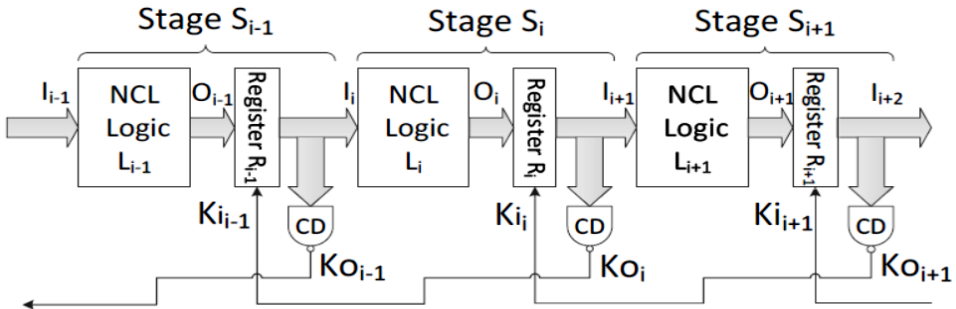 Stage Si-1
Stage Si
Stage Si+1
Ii-1
NCL
Logic
Li-1
Oi-1
Register Ri-1
Ii
NCL
Logic
Li
Oi
Register Ri
Ii+1
NCL
Logic
Li+1
Oi+1
Register Ri+1
Ii+2
Kii-1
CD
Koi-1
Kii
CD
Koi
Kii+1
CD
Koi+1